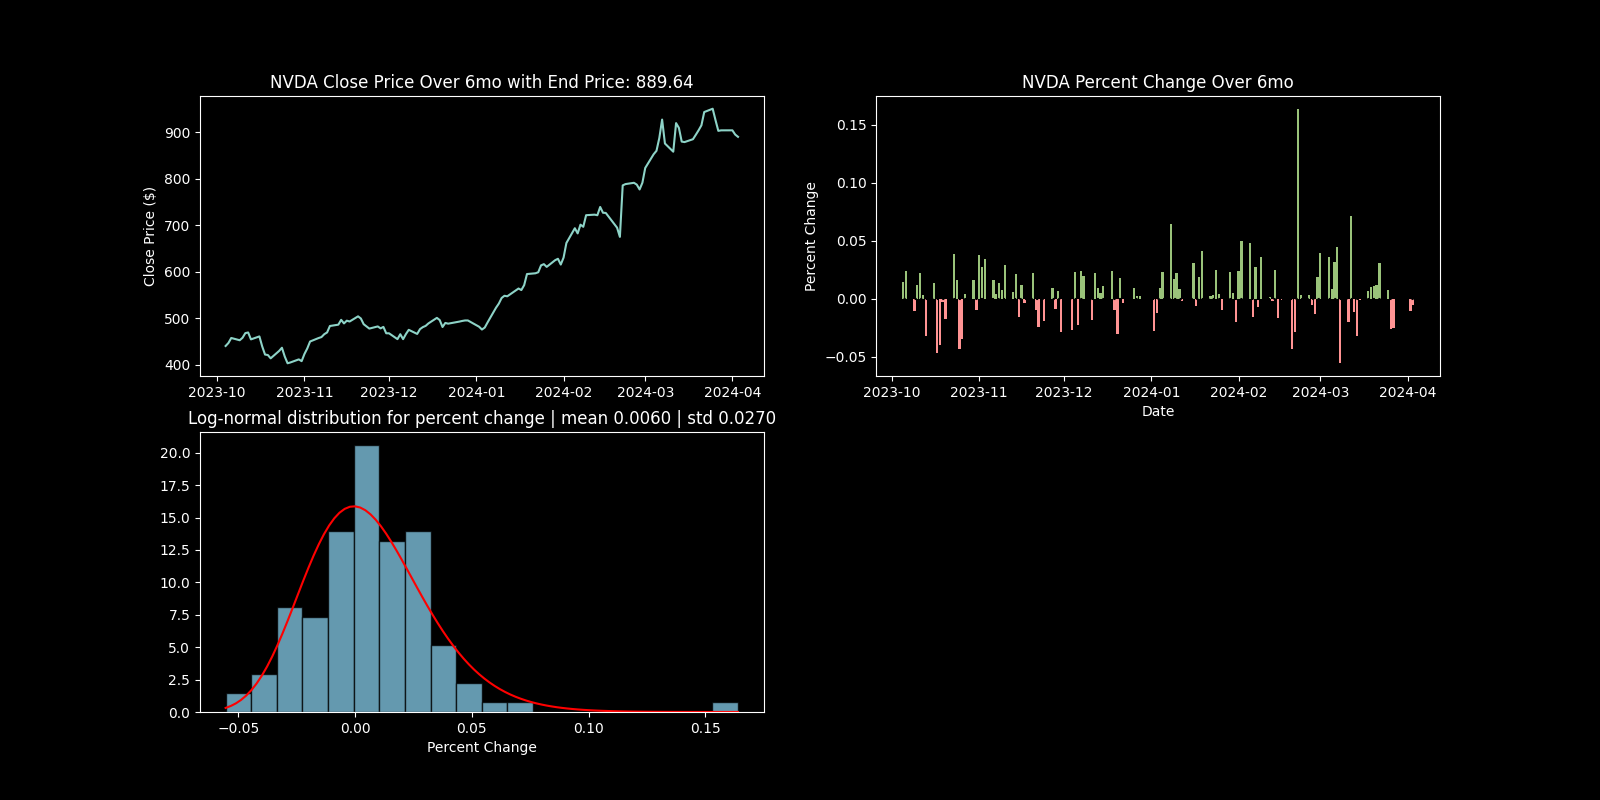 NVDA Close Price Over 6mo with End Price: 889.64
Close Price ($)
900
800
700
600
500
400
2023-10 2023-11 2023-12 2024-01 2024-02 2024-03 2024-04
NVDA Percent Change Over 6mo
Percent Change
0.15
0.10
0.05
0.00
−0.05
2023-10 2023-11 2023-12 2024-01 2024-02 2024-03 2024-04
Date
Log-normal distribution for percent change | mean 0.0060 | std 0.0270
20.0
17.5
15.0
12.5
10.0
7.5
5.0
2.5
0.0
−0.05 0.00 0.05 0.10 0.15
Percent Change